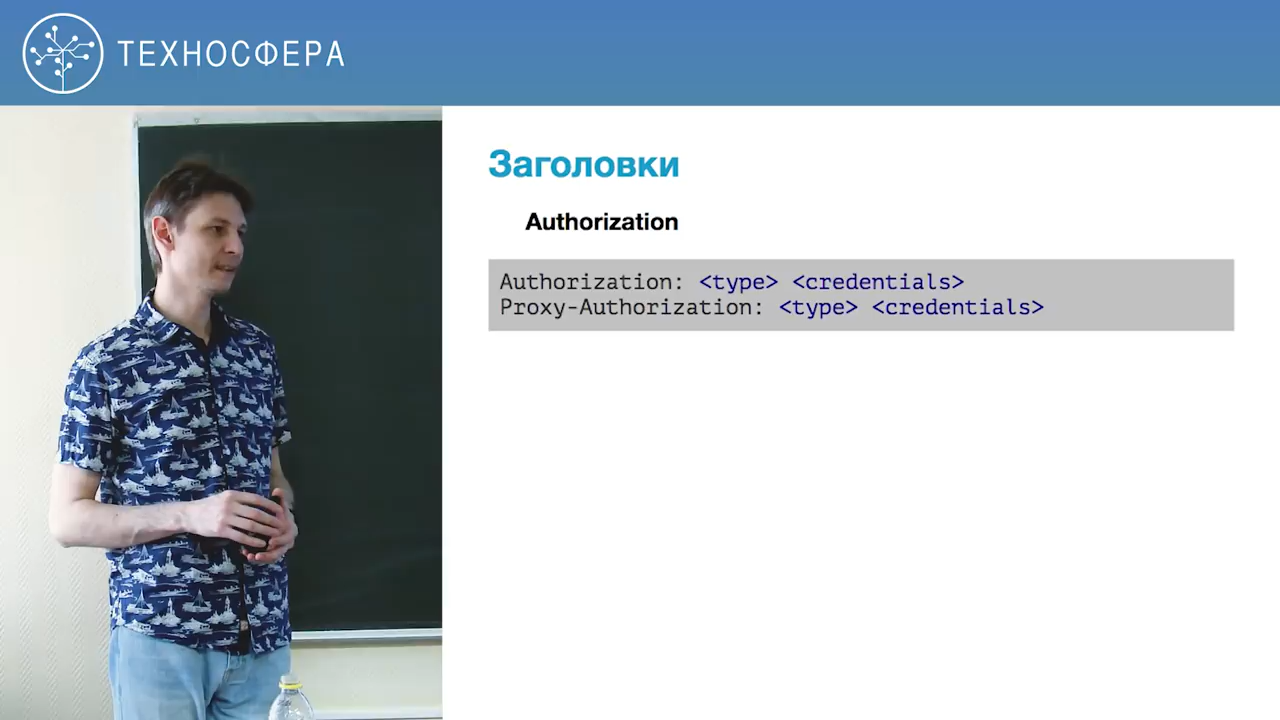 ТЕХНОСФЕРА
Заголовки
Authorization
Authorization: <type> <credentials>
Proxy-Authorization: <type> <credentials>